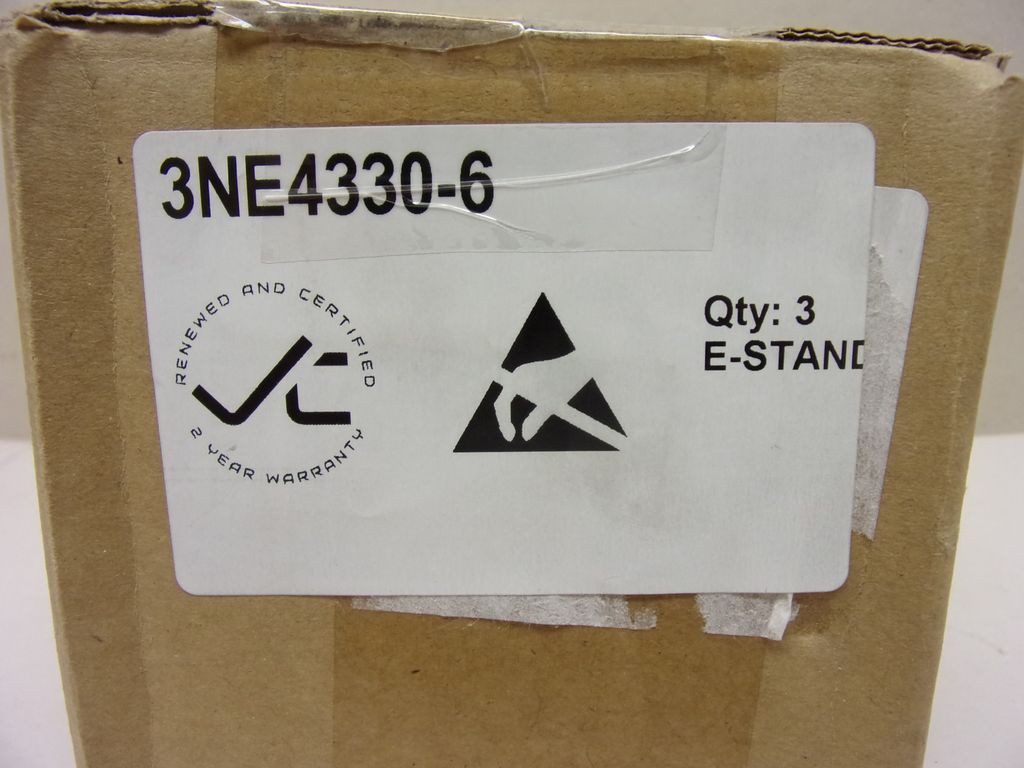 3NE4330-6
RENEWED AND CERTIFIED
2 YEAR WARRANTY
Qty: 3
E-STAND